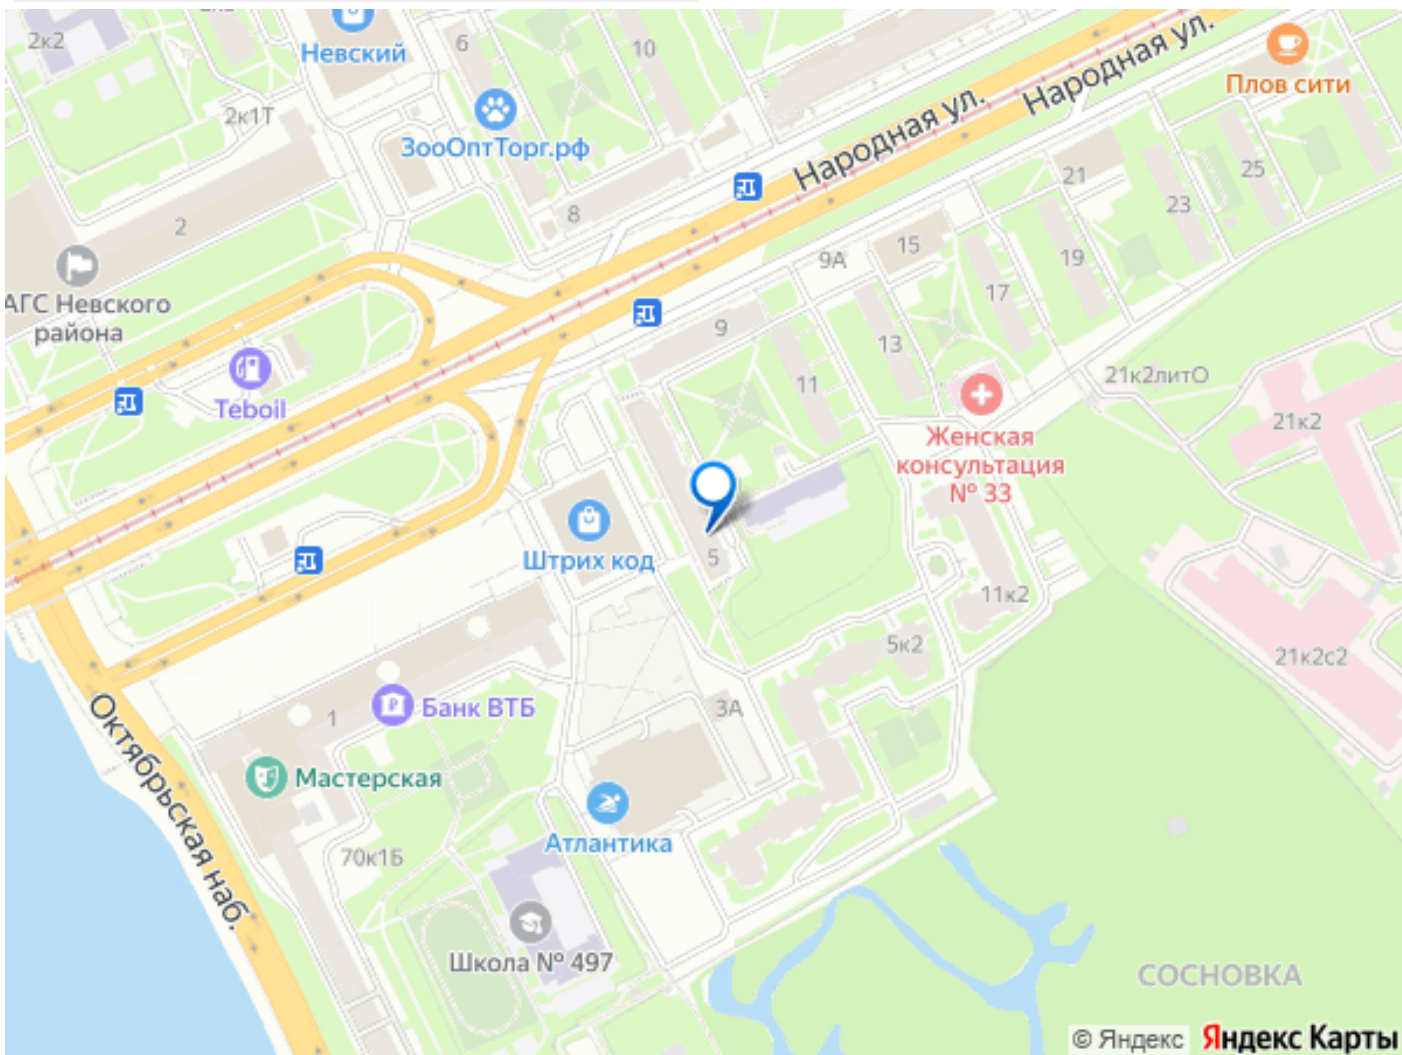 2к2
Невский
6
10
Народная ул.
Народная ул.
Плов сити
2к1Т
ЗооОптТорг.рф
8
2
21
25
23
15
9А
19
17
АГС Невского
района
9
13
11
Teboil
21к2литО
21к2
Женская
консультация
№ 33
Штрих код
5
11к2
5к2
21к2с2
3А
Банк ВТБ
1
Октябрьская наб.
Мастерская
Атлантика
70к1Б
Школа № 497
СОСНОВКА
© Яндекс Яндекс Карты